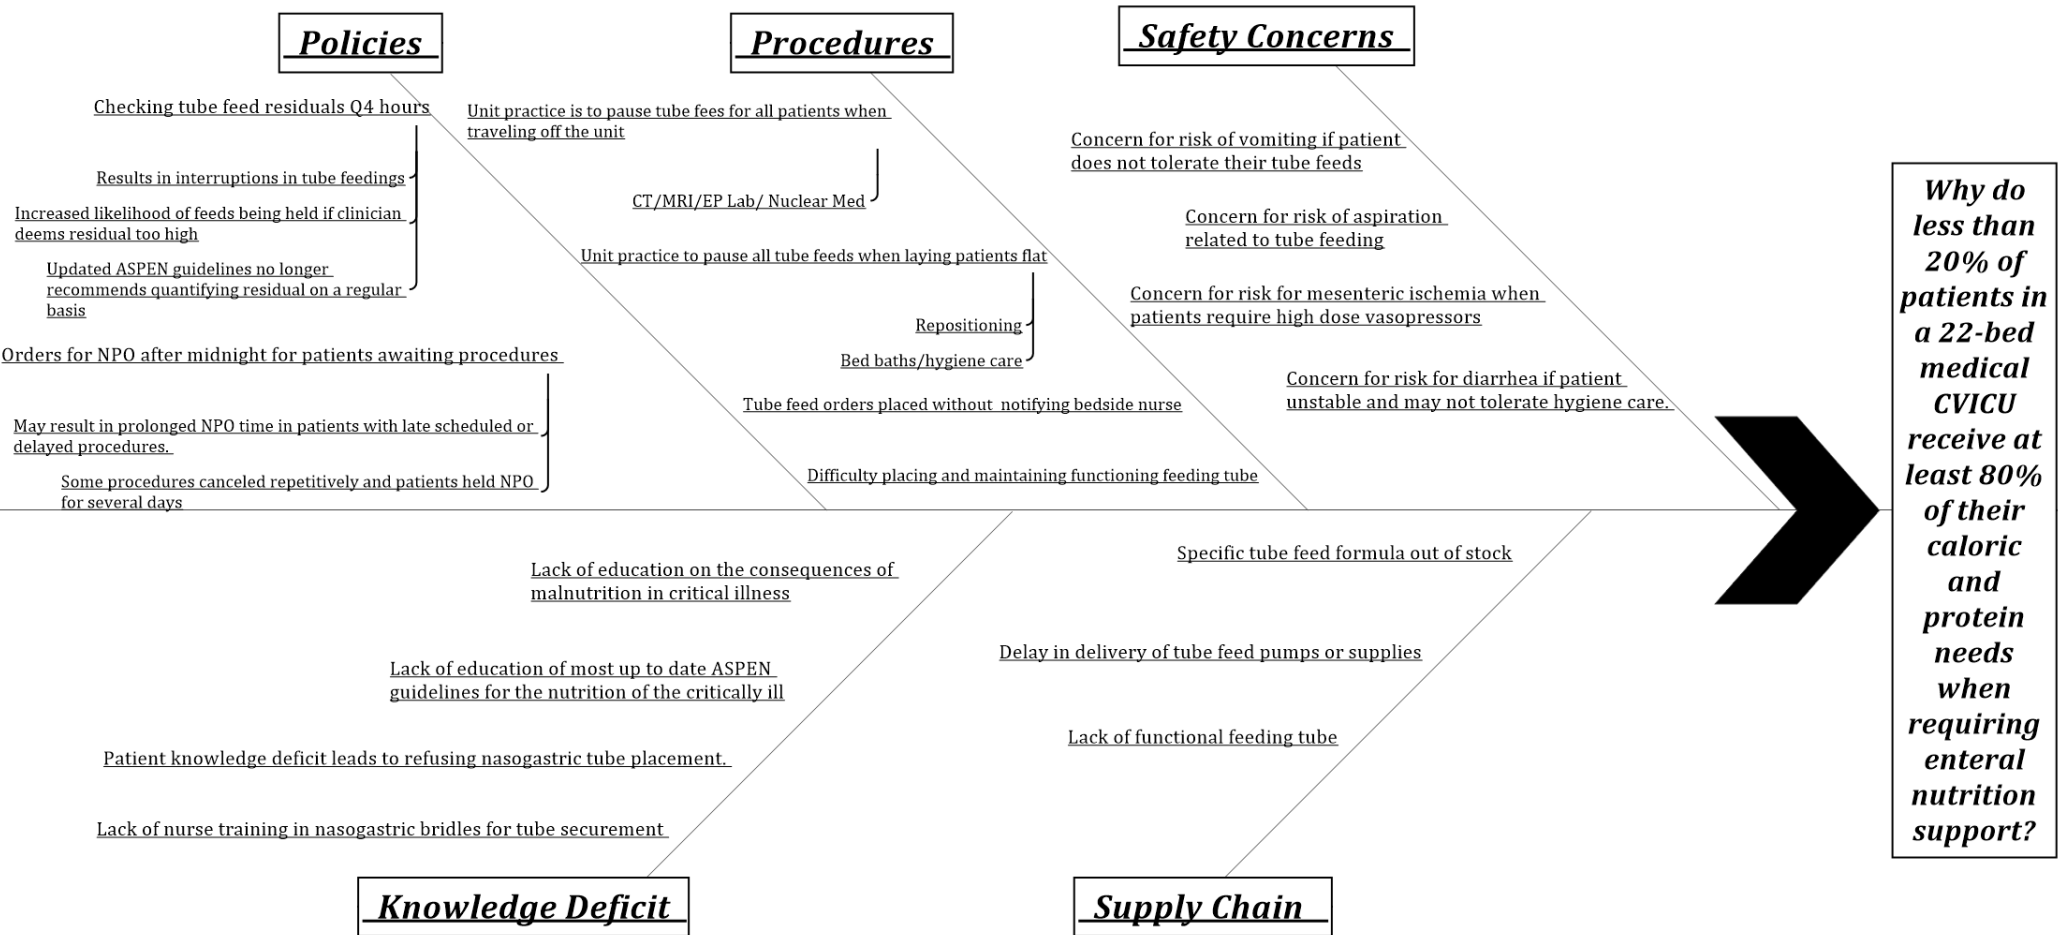 Policies
Checking tube feed residuals Q4 hours
Results in interruptions in tube feedings
Increased likelihood of feeds being held if clinician
deems residual too high
Updated ASPEN guidelines no longer
recommends quantifying residual on a regular
basis
Orders for NPO after midnight for patients awaiting procedures
May result in prolonged NPO time in patients with late scheduled or
delayed procedures.
Some procedures canceled repetitively and patients held NPO
for several days
Procedures
Unit practice is to pause tube fees for all patients when
traveling off the unit
CT/MRI/EP Lab/ Nuclear Med
Unit practice to pause all tube feeds when laying patients flat
Repositioning
Bed baths/hygiene care
Tube feed orders placed without  notifying bedside nurse
Difficulty placing and maintaining functioning feeding tube
Safety Concerns
Concern for risk of vomiting if patient
does not tolerate their tube feeds
Concern for risk of aspiration
related to tube feeding
Concern for risk for mesenteric ischemia when
patients require high dose vasopressors
Concern for risk for diarrhea if patient
unstable and may not tolerate hygiene care.
Lack of education on the consequences of
malnutrition in critical illness
Lack of education of most up to date ASPEN
guidelines for the nutrition of the critically ill
Patient knowledge deficit leads to refusing nasogastric tube placement.
Lack of nurse training in nasogastric bridles for tube securement
Knowledge Deficit
Specific tube feed formula out of stock
Delay in delivery of tube feed pumps or supplies
Lack of functional feeding tube
Supply Chain
Why do
less than
20% of
patients in
a 22-bed
medical
CVICU
receive at
least 80%
of their
caloric
and
protein
needs
when
requiring
enteral
nutrition
support?